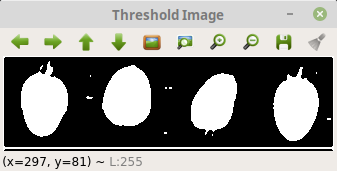 Threshold Image
(x=297, y=81) ~ L:255